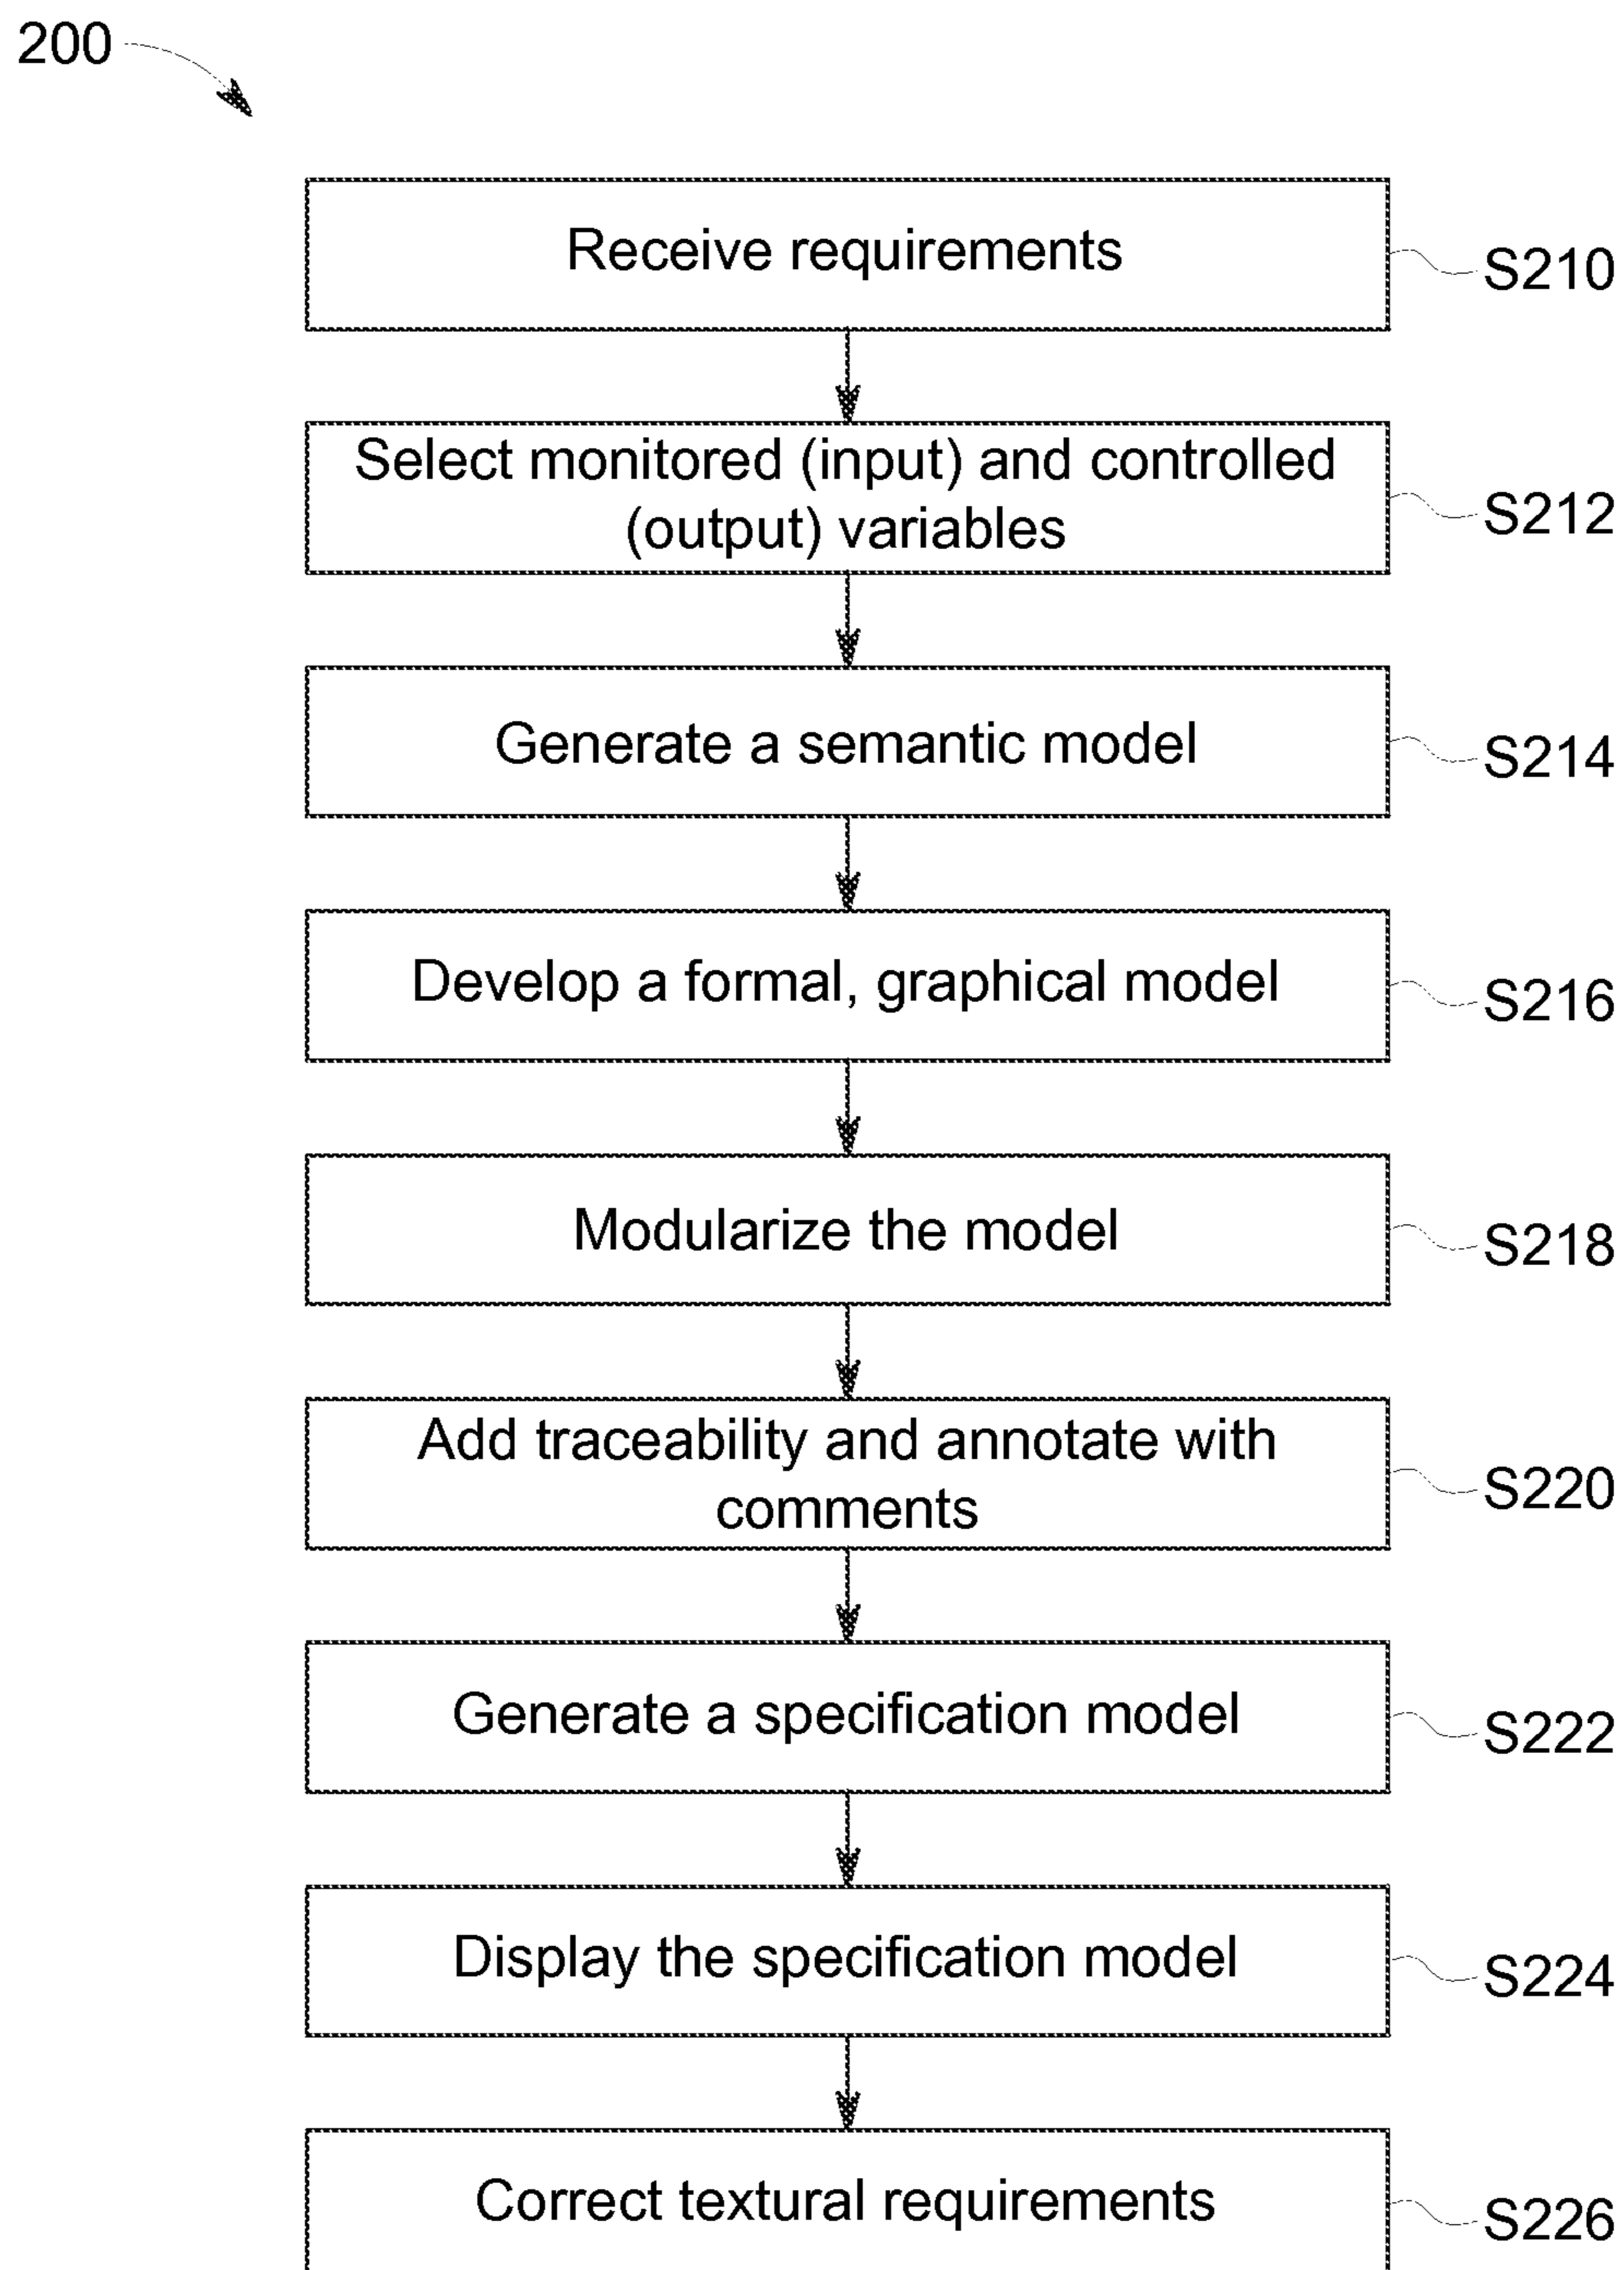 200
Receive requirements
S210
Select monitored (input) and controlled
(output) variables
S212
Generate a semantic model
S214
Develop a formal, graphical model
S216
Modularize the model
S218
Add traceability and annotate with
comments
S220
Generate a specification model
S222
Display the specification model
S224
Correct textural requirements
S226